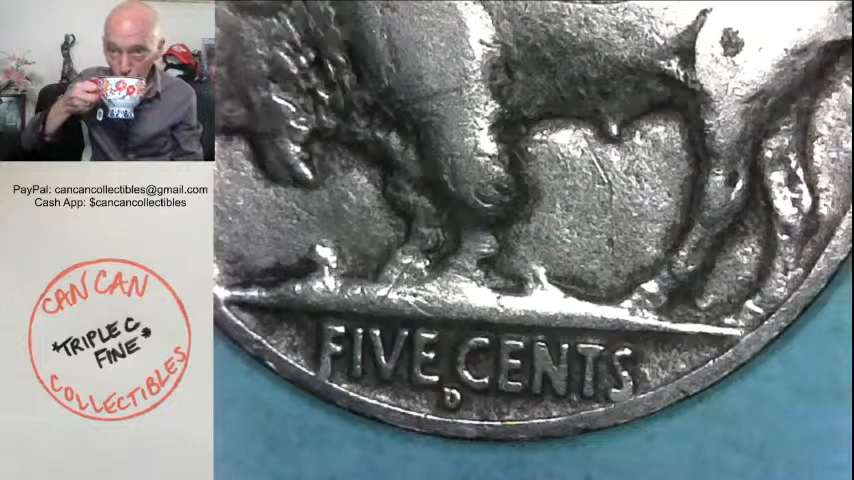 PayPal: cancancollectibles@gmail.com
Cash App: $cancancollectibles
CAN CAN
*TRIPLE C
FINE*
COLLECTIBLES
FIVE CENTS
D